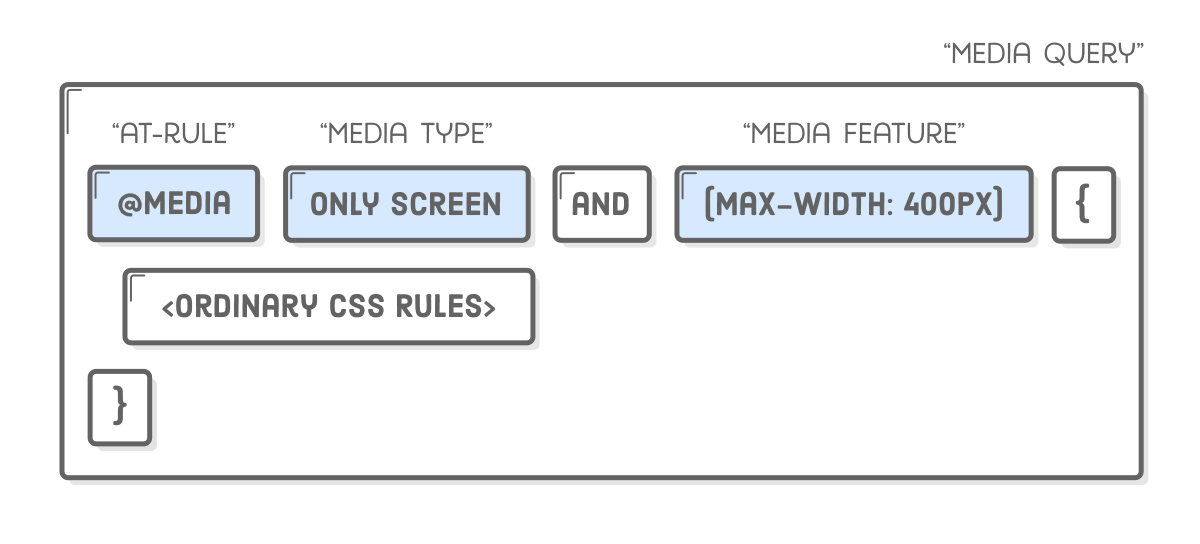 “MEDIA QUERY”
“AT-RULE” “MEDIA TYPE” “MEDIA FEATURE”
@MEDIA ONLY SCREEN AND (MAX-WIDTH: 400PX) {
<ORDINARY CSS RULES>
}